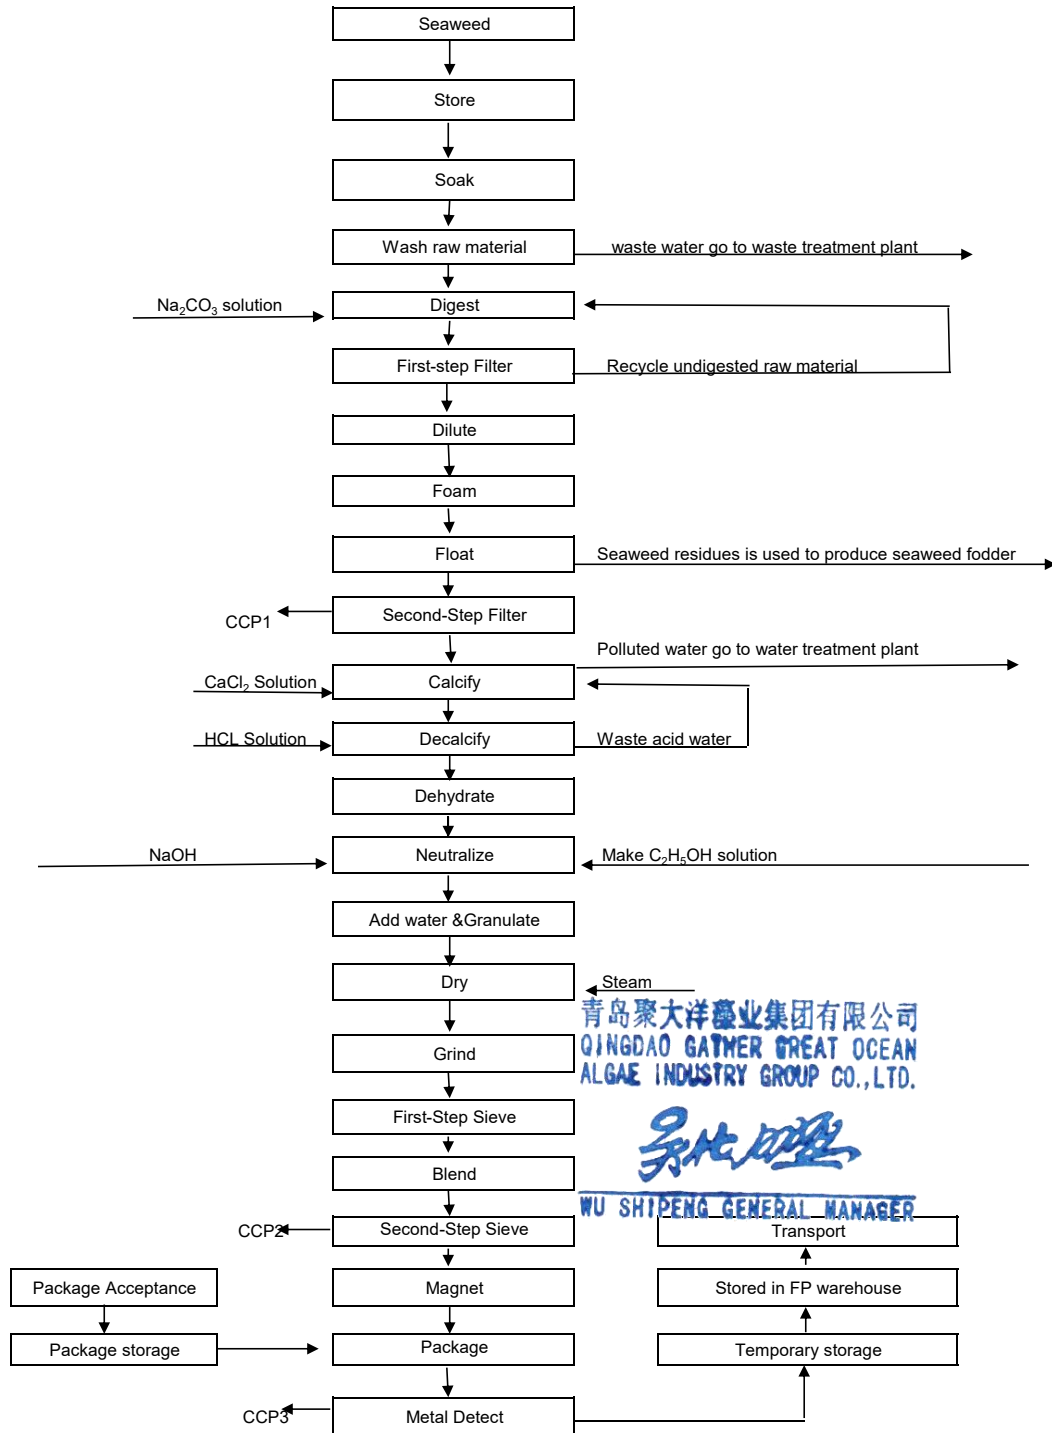 Seaweed
Store
Soak
Wash raw material
waste water go to waste treatment plant
Na₂CO₃ solution
Digest
First-step Filter
Recycle undigested raw material
Dilute
Foam
Float
Seaweed residues is used to produce seaweed fodder
CCP1
Second-Step Filter
Polluted water go to water treatment plant
CaCl₂ Solution
Calcify
HCL Solution
Decalcify
Waste acid water
Dehydrate
NaOH
Neutralize
Make C₂H₅OH solution
Add water &Granulate
Dry
Steam
青岛聚大洋藻业集团有限公司
QINGDAO GATHER GREAT OCEAN
ALGAE INDUSTRY GROUP CO.,LTD.
Grind
First-Step Sieve
Blend
WU SHIPENG GENERAL MANAGER
CCP2
Second-Step Sieve
Transport
Package Acceptance
Magnet
Stored in FP warehouse
Package storage
Package
Temporary storage
CCP3
Metal Detect